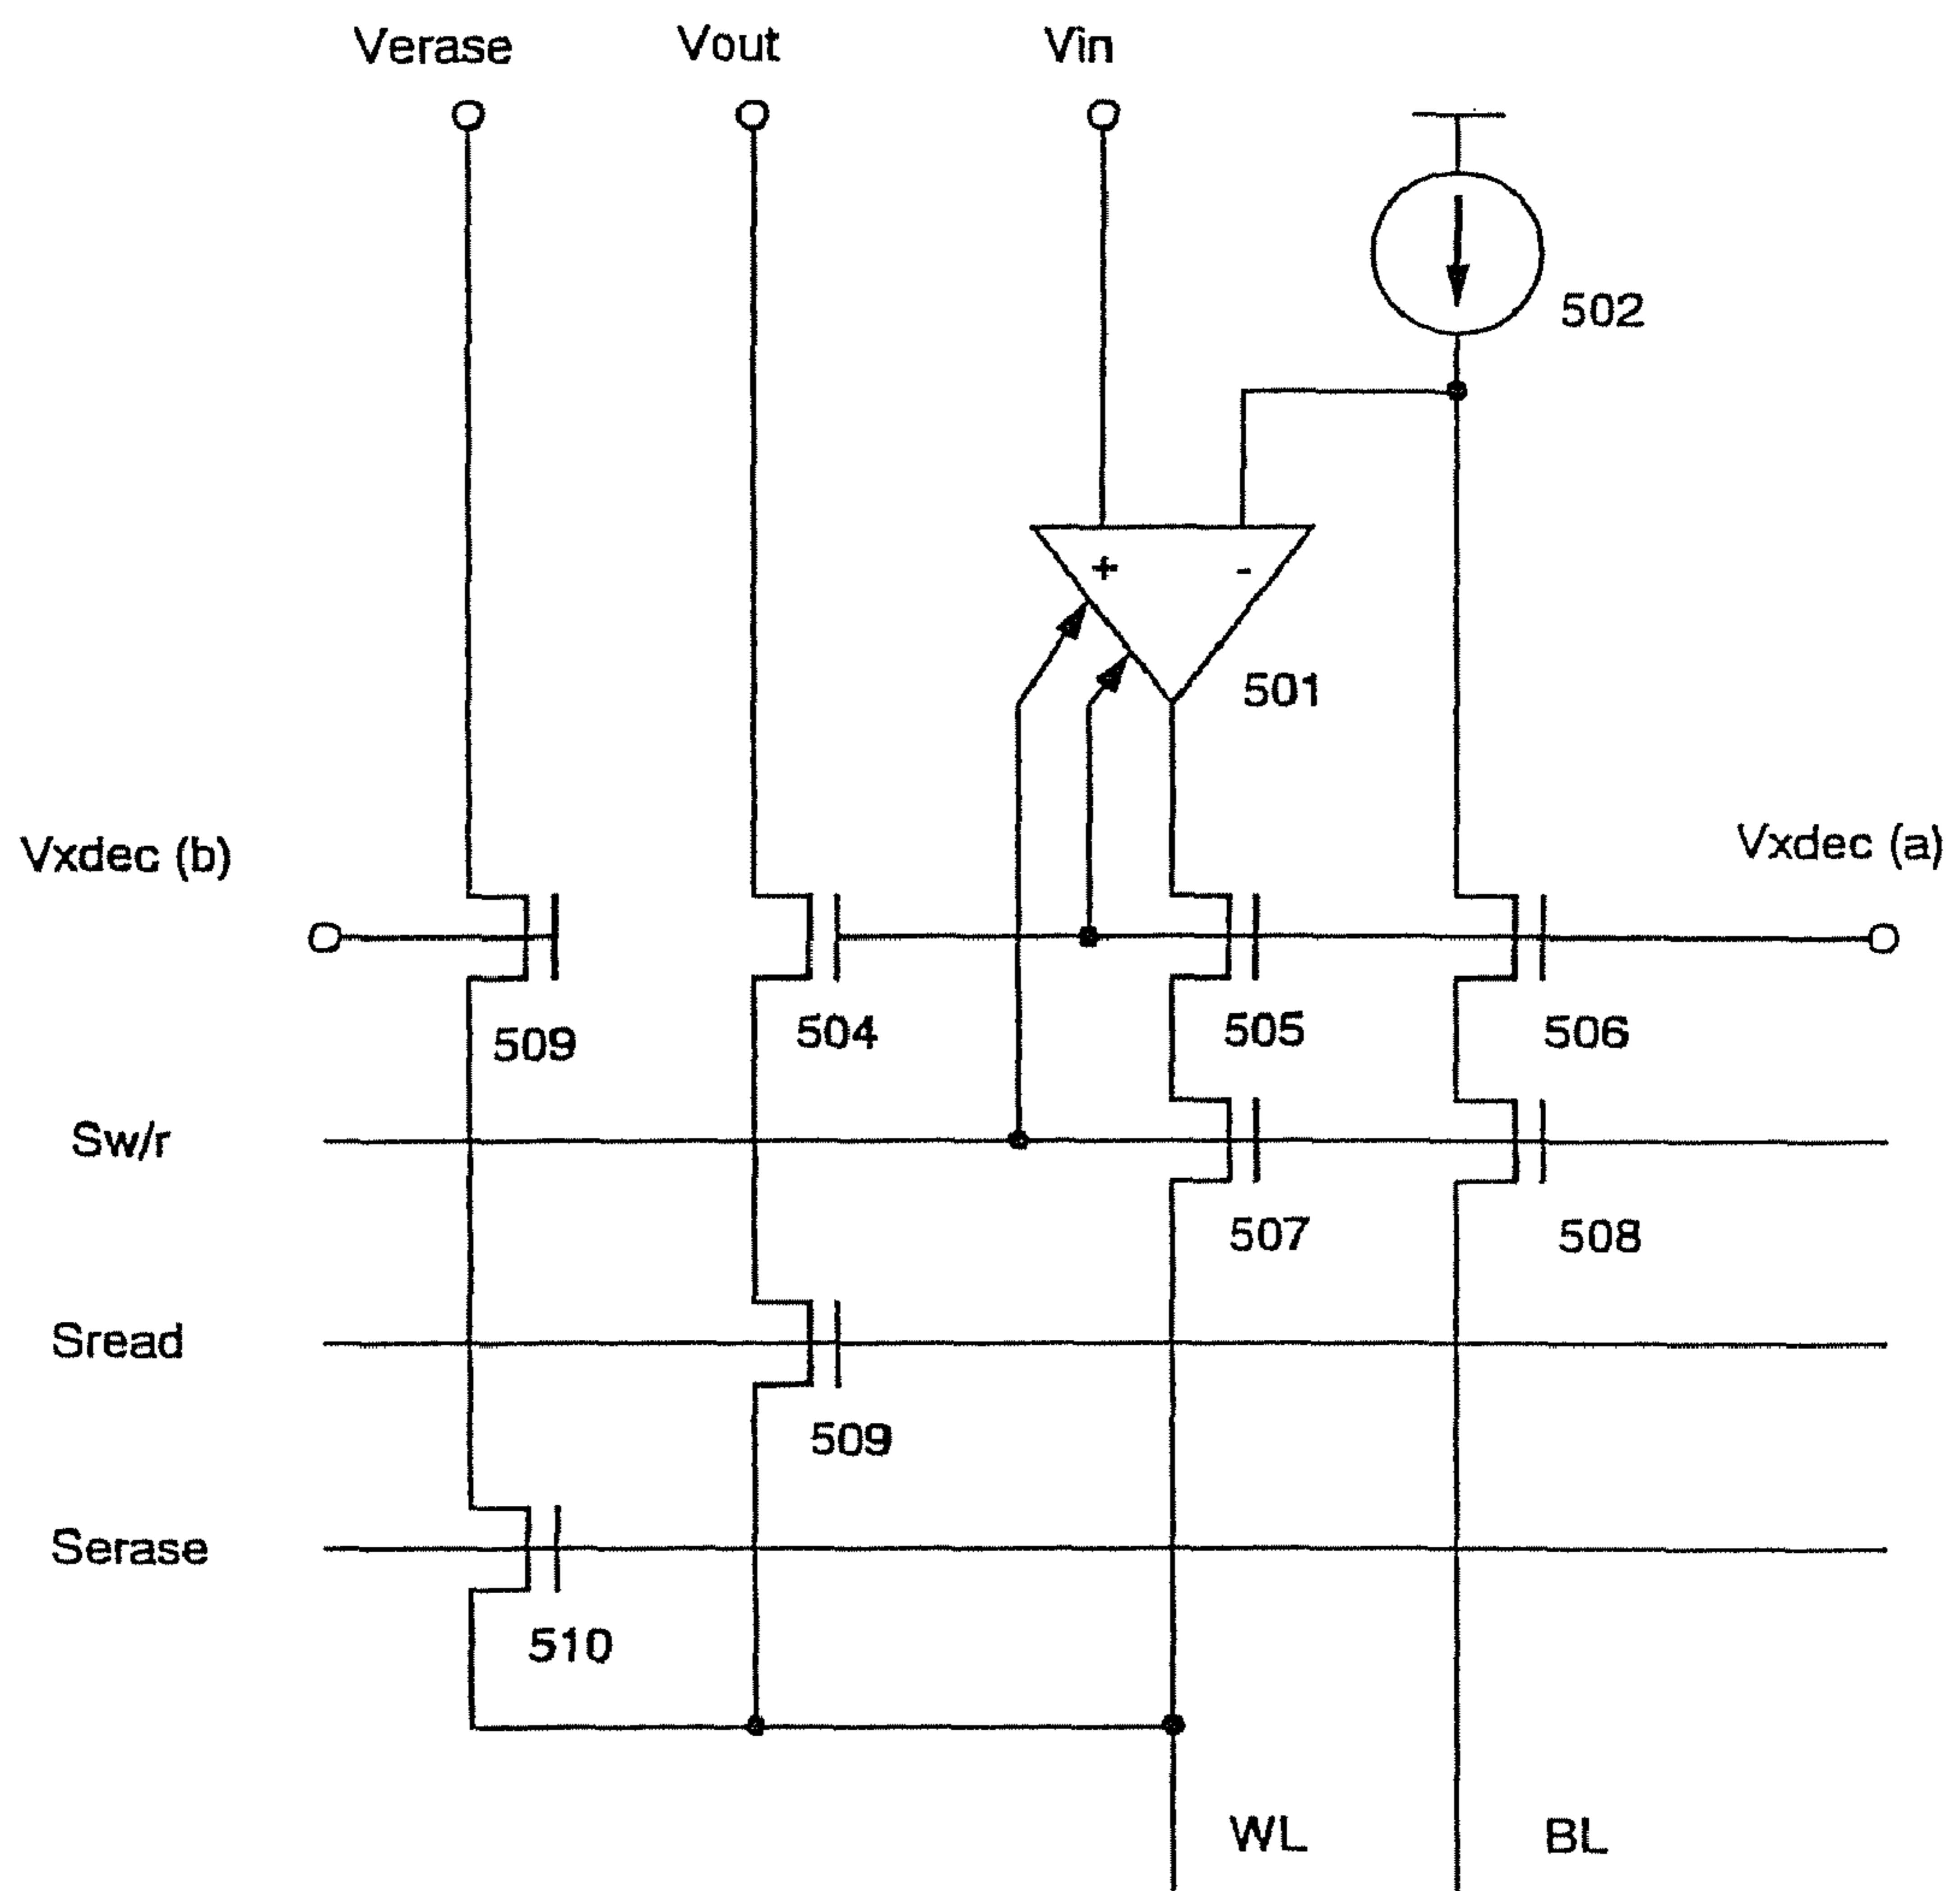 Verase
Vout
Vin
502
+
-
501
Vxdec (b)
Vxdec (a)
509
504
505
506
Sw/r
507
508
Sread
509
Serase
510
WL
BL